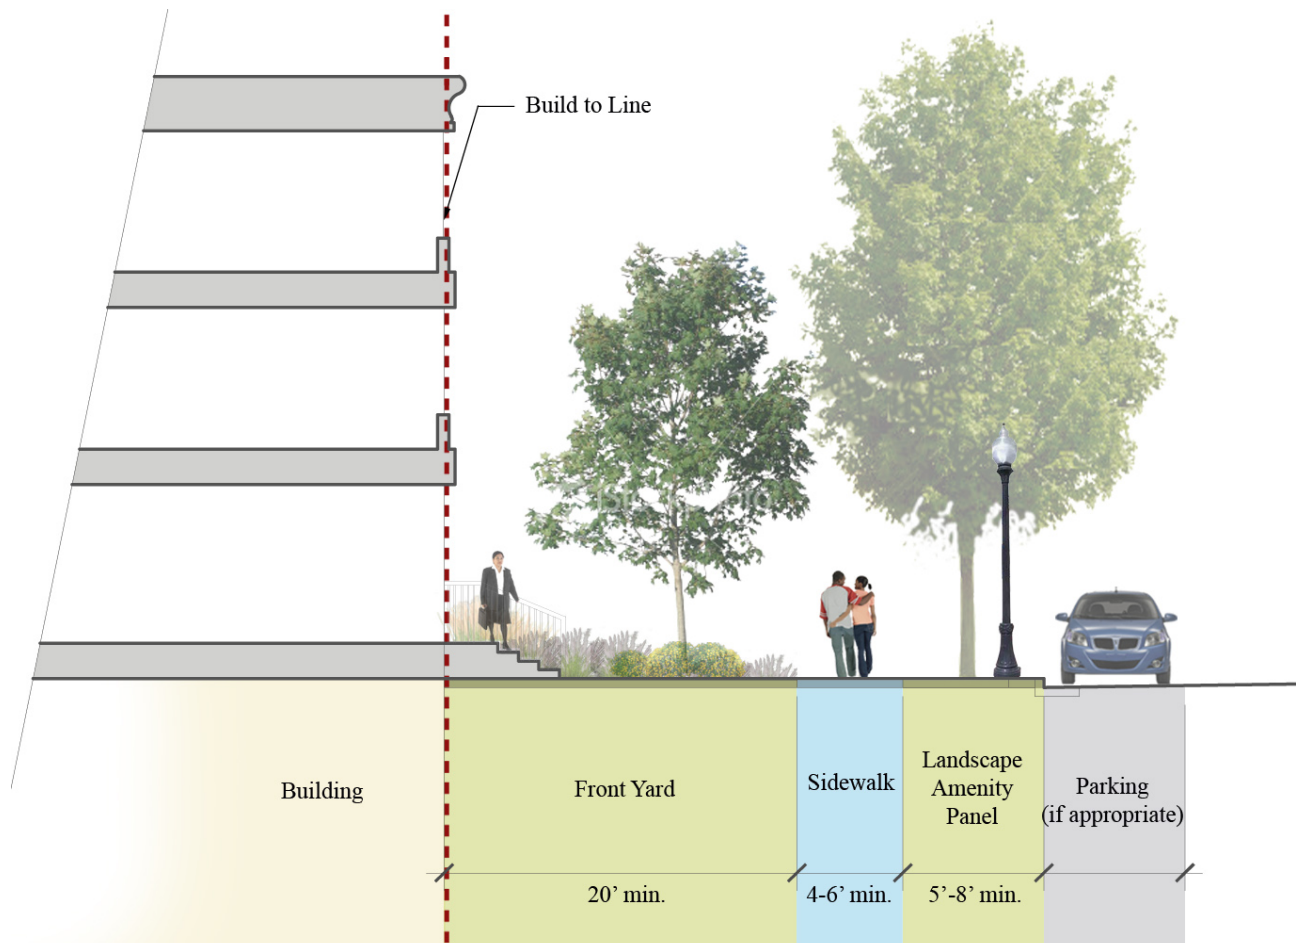 Build to Line
Building
Front Yard
Sidewalk
Landscape
Amenity
Panel
Parking
(if appropriate)
20’ min.
4-6’ min.
5’-8’ min.